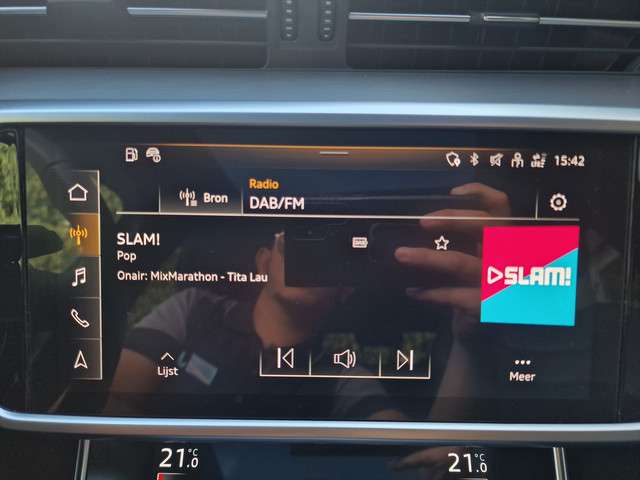 15:42
Bron
Radio
DAB/FM
SLAM!
Pop
Onair: MixMarathon - Tita Lau
SLAM!
Lijst
Meer
21.0 °C
21.0 °C